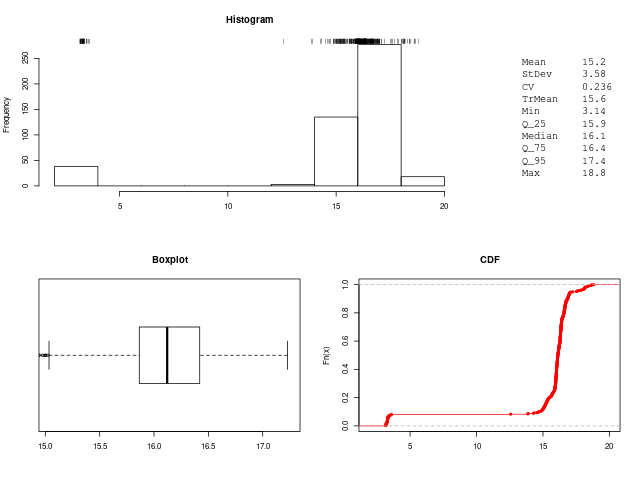 Histogram
Frequency
0
50
100
150
200
250
5
10
15
20
Mean 15.2
StDev 3.58
CV 0.236
TrMean 15.6
Min 3.14
Q_25 15.9
Median 16.1
Q_75 16.4
Q_95 17.4
Max 18.8
Boxplot
15.0
15.5
16.0
16.5
17.0
CDF
Fn(x)
0.0
0.2
0.4
0.6
0.8
1.0
5
10
15
20